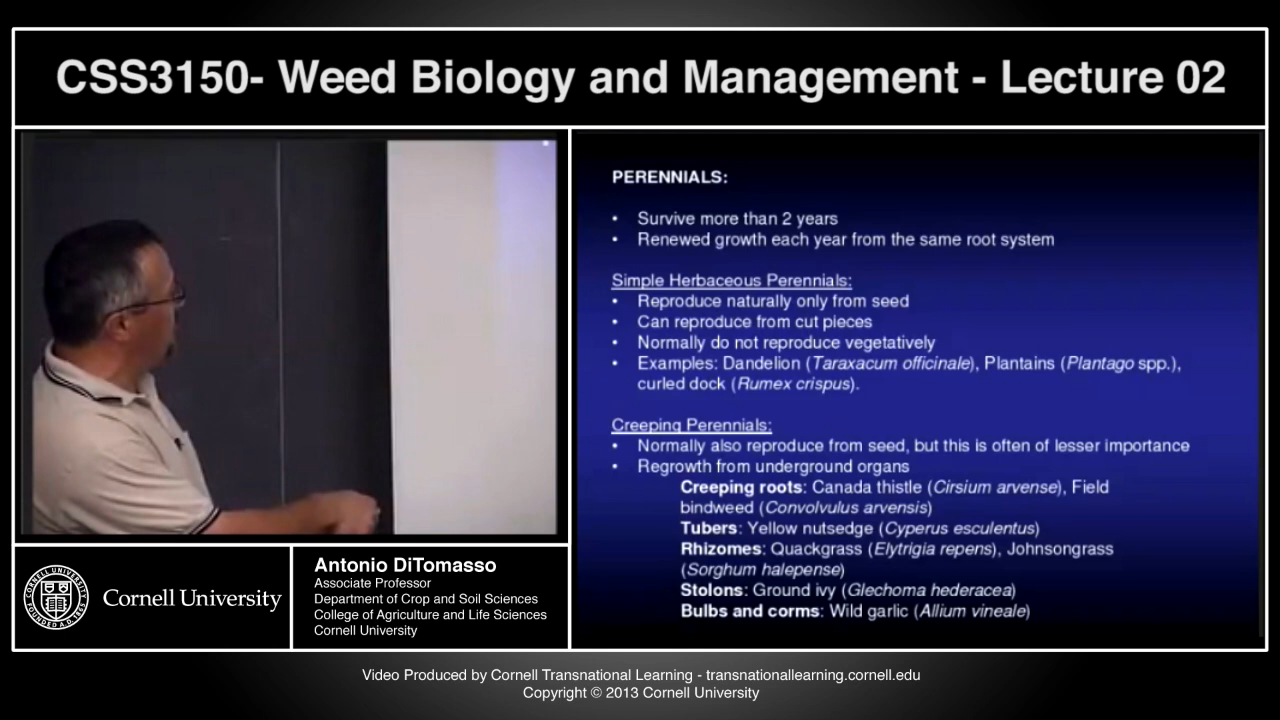 CSS3150- Weed Biology and Management - Lecture 02
PERENNIALS:
• Survive more than 2 years
• Renewed growth each year from the same root system
Simple Herbaceous Perennials:
• Reproduce naturally only from seed
• Can reproduce from cut pieces
• Normally do not reproduce vegetatively
• Examples: Dandelion (Taraxacum officinale), Plantains (Plantago spp.),
curled dock (Rumex crispus).
Creeping Perennials:
• Normally also reproduce from seed, but this is often of lesser importance
• Regrowth from underground organs
Creeping roots: Canada thistle (Cirsium arvense), Field
bindweed (Convolvulus arvensis)
Tubers: Yellow nutsedge (Cyperus esculentus)
Rhizomes: Quackgrass (Elytrigia repens), Johnsongrass
(Sorghum halepense)
Stolons: Ground ivy (Glechoma hederacea)
Bulbs and corms: Wild garlic (Allium vineale)
CORNELL UNIVERSITY
FOUNDED A.D.
Cornell University
Antonio DiTomasso
Associate Professor
Department of Crop and Soil Sciences
College of Agriculture and Life Sciences
Cornell University
Video Produced by Cornell Transnational Learning - transnationallearning.cornell.edu
Copyright © 2013 Cornell University